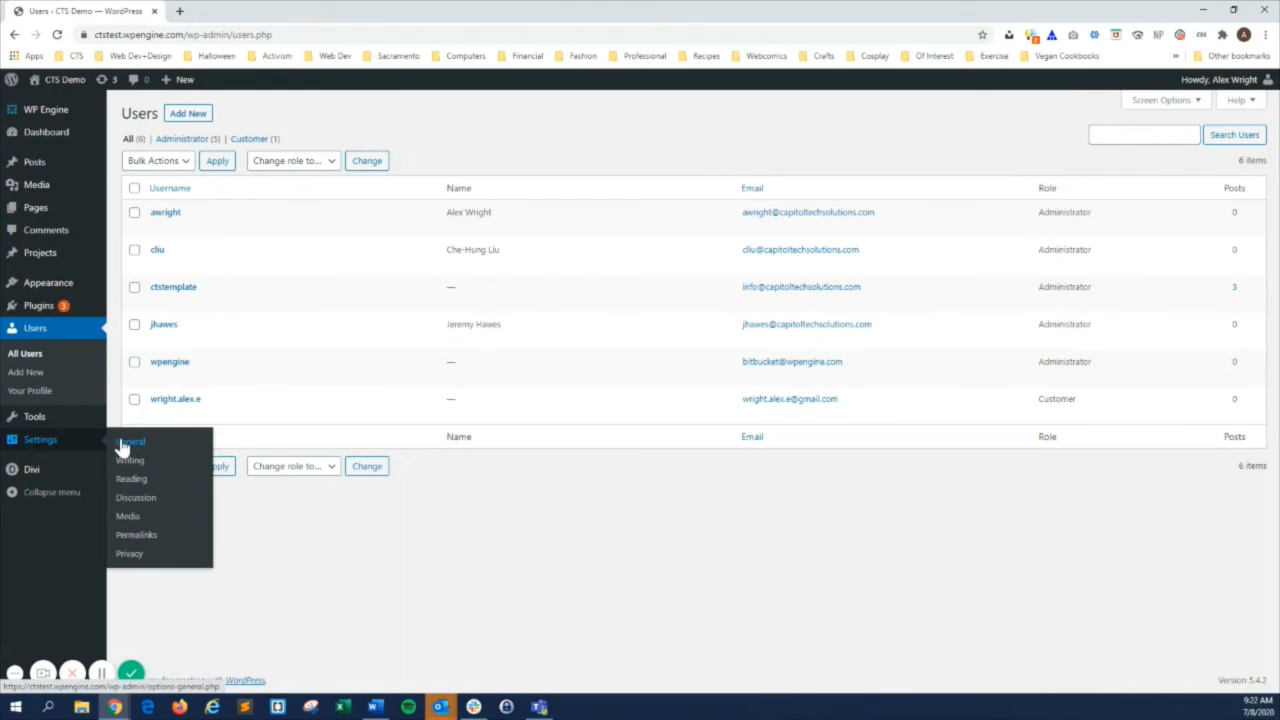 Users ‹ CTS Demo — WordPress
ctstest.wpengine.com/wp-admin/users.php
Apps CTS Web Dev+Design Halloween Activism Web Dev Sacramento Computers Financial Fashion Professional Recipes Webcomics Crafts Cosplay Of Interest Exercise Vegan Cookbooks » Other bookmarks
CTS Demo 3 0 New Howdy, Alex Wright
WP Engine
Dashboard
Posts
Media
Pages
Comments
Projects
Appearance
Plugins 3
Users
All Users
Add New
Your Profile
Tools
Settings
Divi
Collapse menu
General
Writing
Reading
Discussion
Media
Permalinks
Privacy
Screen Options Help
Users Add New
All (6) | Administrator (5) | Customer (1)
Search Users
Bulk Actions Apply Change role to... Change 6 items
Username Name Email Role Posts
awright Alex Wright awright@capitoltechsolutions.com Administrator 0
cliu Che-Hung Liu cliu@capitoltechsolutions.com Administrator 0
ctstemplate — info@capitoltechsolutions.com Administrator 3
jhawes Jeremy Hawes jhawes@capitoltechsolutions.com Administrator 0
wpengine — bitbucket@wpengine.com Administrator 0
wright.alex.e — wright.alex.e@gmail.com Customer 0
Name Email Role Posts
Change role to... Change 6 items
WordPress. Version 5.4.2
https://ctstest.wpengine.com/wp-admin/options-general.php
9:22 AM
7/8/2020